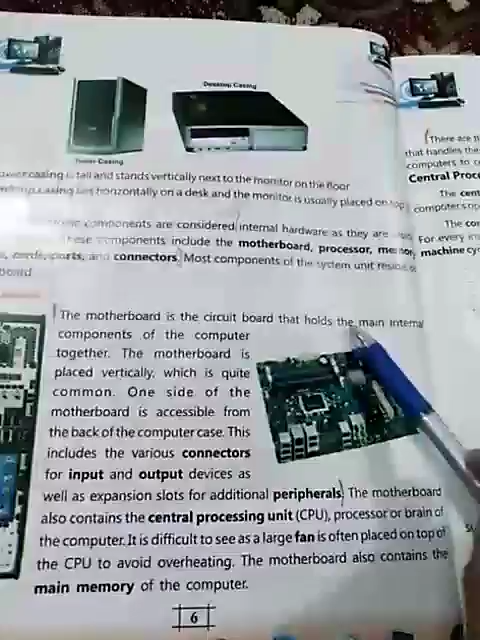 Desktop Casing
Tower Casing
casing is tall and stands vertically next to the monitor on the floor
casing lies horizontally on a desk and the monitor is usually placed on top
components are considered internal hardware as they are
these components include the motherboard, processor, memory,
cards, ports, and connectors. Most components of the system unit reside
board
The motherboard is the circuit board that holds the main internal
components of the computer
together. The motherboard is
placed vertically, which is quite
common. One side of the
motherboard is accessible from
the back of the computer case. This
includes the various connectors
for input and output devices as
well as expansion slots for additional peripherals. The motherboard
also contains the central processing unit (CPU), processor or brain of
the computer. It is difficult to see as a large fan is often placed on top of
the CPU to avoid overheating. The motherboard also contains the
main memory of the computer.
6
There are
that handles the
computers to
Central
The
computer's
The
For every
machine